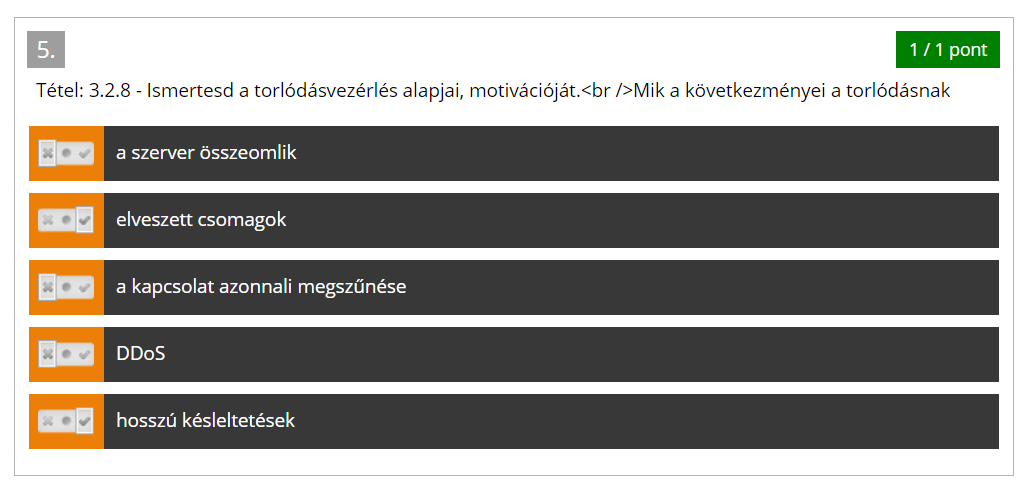 5.
1 / 1 pont
Tétel: 3.2.8 - Ismertesd a torlódásvezérlés alapjai, motivációját.<br />Mik a következményei a torlódásnak
a szerver összeomlik
elveszett csomagok
a kapcsolat azonnali megszűnése
DDoS
hosszú késleltetések